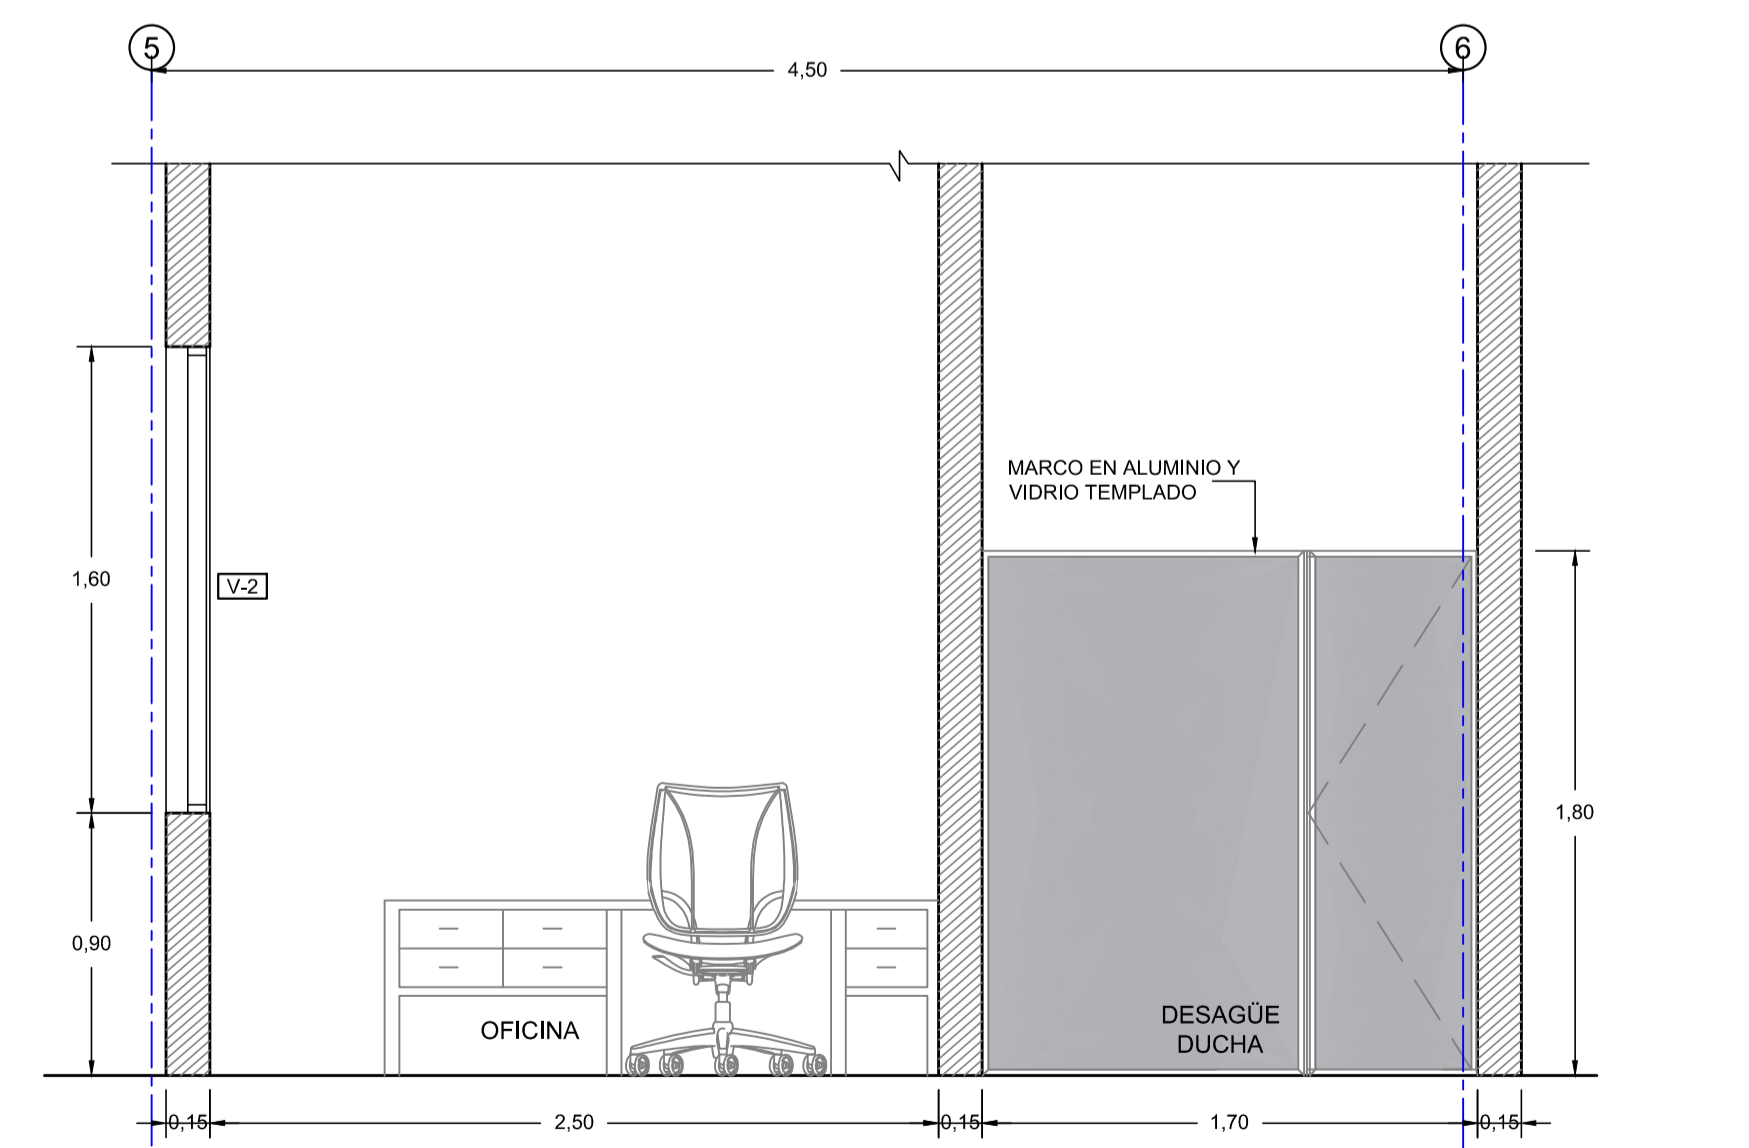 5
6
4,50
MARCO EN ALUMINIO Y
VIDRIO TEMPLADO
1,60
V-2
1,80
0,90
DESAGÜE
DUCHA
OFICINA
0,15
2,50
0,15
1,70
0,15